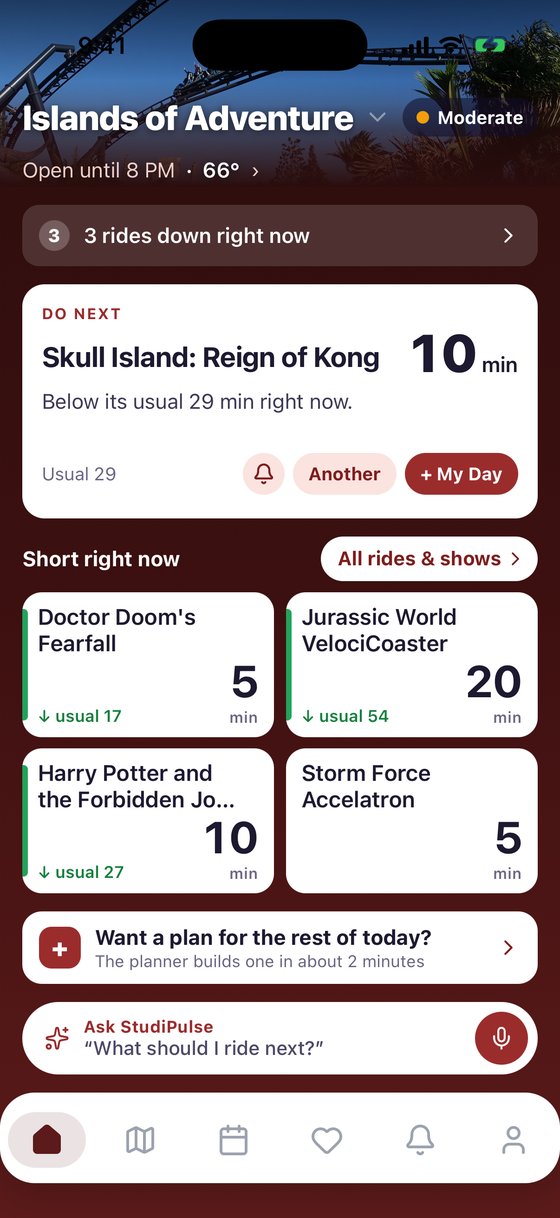 9:41
Islands of Adventure
Moderate
Open until 8 PM · 66° ›
3 3 rides down right now
DO NEXT
Skull Island: Reign of Kong
10 min
Below its usual 29 min right now.
Usual 29
Another
+ My Day
Short right now
All rides & shows
Doctor Doom's
Fearfall
5
↓ usual 17
min
Jurassic World
VelociCoaster
20
↓ usual 54
min
Harry Potter and
the Forbidden Jo...
10
↓ usual 27
min
Storm Force
Accelatron
5
min
Want a plan for the rest of today?
The planner builds one in about 2 minutes
Ask StudiPulse
“What should I ride next?”